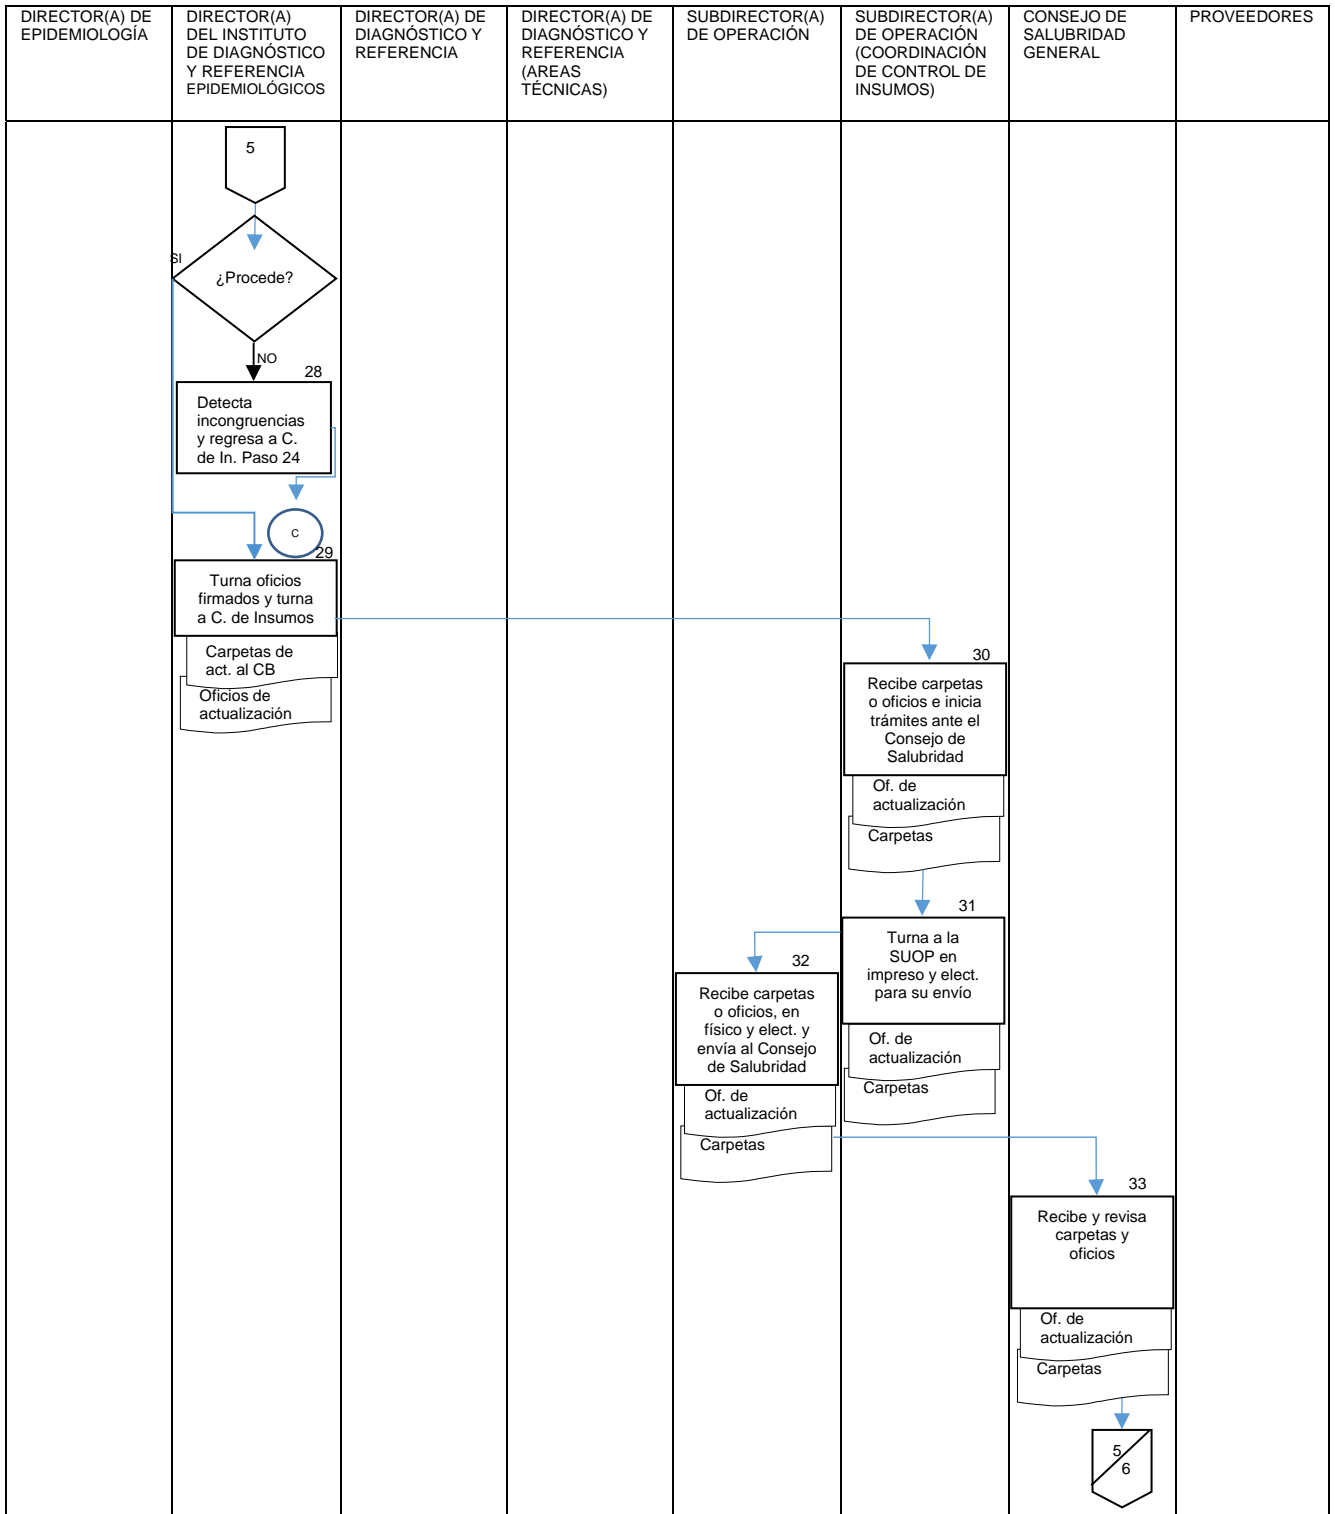 DIRECTOR(A) DE
EPIDEMIOLOGÍA
DIRECTOR(A)
DEL INSTITUTO
DE DIAGNÓSTICO
Y REFERENCIA
EPIDEMIOLÓGICOS
DIRECTOR(A) DE
DIAGNÓSTICO Y
REFERENCIA
DIRECTOR(A) DE
DIAGNÓSTICO Y
REFERENCIA
(AREAS
TÉCNICAS)
SUBDIRECTOR(A)
DE OPERACIÓN
SUBDIRECTOR(A)
DE OPERACIÓN
(COORDINACIÓN
DE CONTROL DE
INSUMOS)
CONSEJO DE
SALUBRIDAD
GENERAL
PROVEEDORES
5
SI
¿Procede?
NO
28
Detecta
incongruencias
y regresa a C.
de In. Paso 24
C
29
Turna oficios
firmados y turna
a C. de Insumos
Carpetas de
act. al CB
Oficios de
actualización
30
Recibe carpetas
o oficios e inicia
trámites ante el
Consejo de
Salubridad
Of. de
actualización
Carpetas
31
Turna a la
SUOP en
impreso y elect.
para su envío
Of. de
actualización
Carpetas
32
Recibe carpetas
o oficios, en
físico y elect. y
envía al Consejo
de Salubridad
Of. de
actualización
Carpetas
33
Recibe y revisa
carpetas y
oficios
Of. de
actualización
Carpetas
5
6